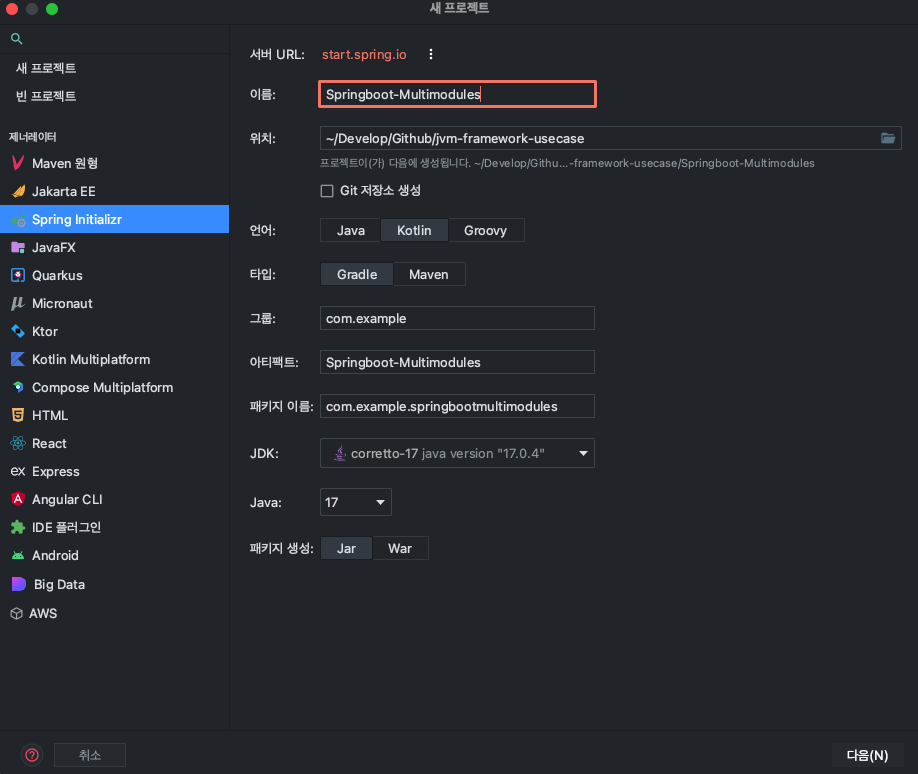 새 프로젝트
새 프로젝트
빈 프로젝트
제너레이터
Maven 원형
Jakarta EE
Spring Initializr
JavaFX
Quarkus
Micronaut
Ktor
Kotlin Multiplatform
Compose Multiplatform
HTML
React
ex Express
Angular CLI
IDE 플러그인
Android
Big Data
AWS
서버 URL: start.spring.io
이름: Springboot-Multimodules
위치: ~/Develop/Github/jvm-framework-usecase
프로젝트이(가) 다음에 생성됩니다. ~/Develop/Githu...-framework-usecase/Springboot-Multimodules
Git 저장소 생성
언어: Java Kotlin Groovy
타입: Gradle Maven
그룹: com.example
아티팩트: Springboot-Multimodules
패키지 이름: com.example.springbootmultimodules
JDK: corretto-17 java version "17.0.4"
Java: 17
패키지 생성: Jar War
? 취소 다음(N)